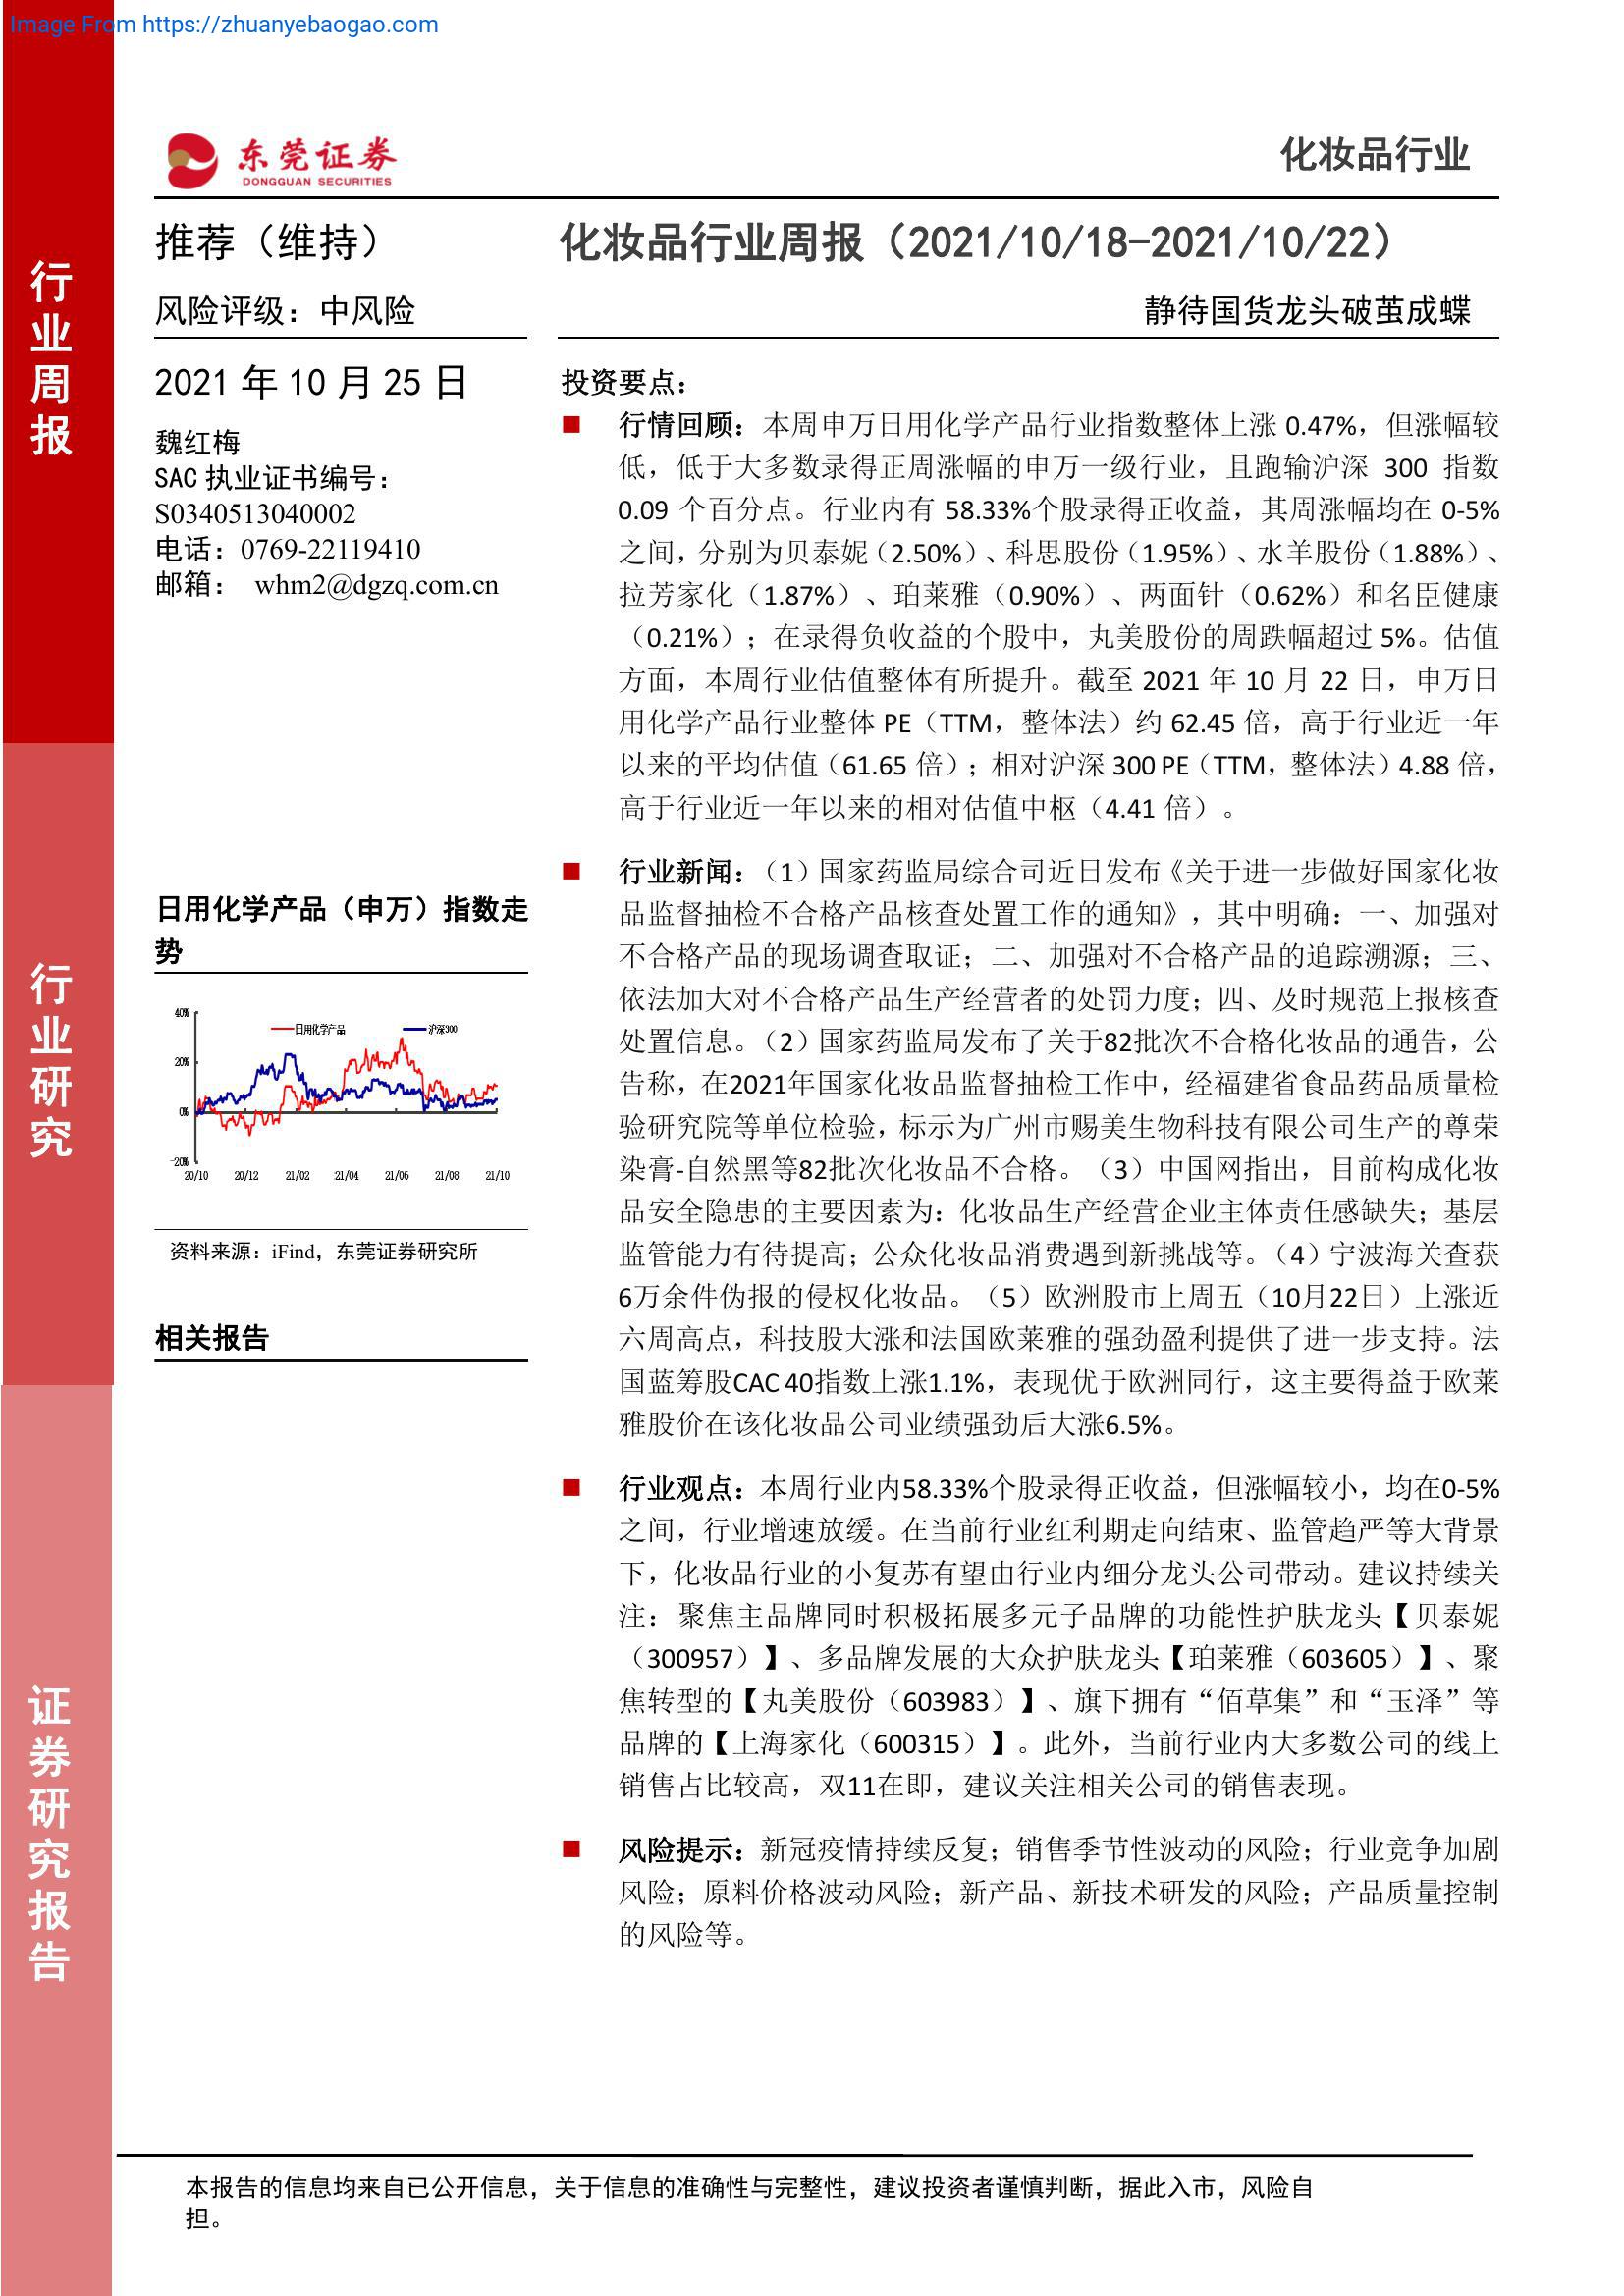 Image From https://zhuanyebaogao.com
东莞证券
DONGGUAN SECURITIES
化妆品行业
行业周报
行业研究
证券研究报告
推荐（维持）
风险评级：中风险
2021 年 10 月 25 日
魏红梅
SAC 执业证书编号：
S0340513040002
电话：0769-22119410
邮箱： whm2@dgzq.com.cn
日用化学产品（申万）指数走
势
40%
20%
0%
-20%
日用化学产品
沪深300
20/10 20/12 21/02 21/04 21/06 21/08 21/10
资料来源：iFind，东莞证券研究所
相关报告
化妆品行业周报（2021/10/18-2021/10/22）
静待国货龙头破茧成蝶
投资要点：
行情回顾：本周申万日用化学产品行业指数整体上涨 0.47%，但涨幅较
低，低于大多数录得正周涨幅的申万一级行业，且跑输沪深 300 指数
0.09 个百分点。行业内有 58.33%个股录得正收益，其周涨幅均在 0-5%
之间，分别为贝泰妮（2.50%）、科思股份（1.95%）、水羊股份（1.88%）、
拉芳家化（1.87%）、珀莱雅（0.90%）、两面针（0.62%）和名臣健康
（0.21%）；在录得负收益的个股中，丸美股份的周跌幅超过 5%。估值
方面，本周行业估值整体有所提升。截至 2021 年 10 月 22 日，申万日
用化学产品行业整体 PE（TTM，整体法）约 62.45 倍，高于行业近一年
以来的平均估值（61.65 倍）；相对沪深 300 PE（TTM，整体法）4.88 倍，
高于行业近一年以来的相对估值中枢（4.41 倍）。
行业新闻：（1）国家药监局综合司近日发布《关于进一步做好国家化妆
品监督抽检不合格产品核查处置工作的通知》，其中明确：一、加强对
不合格产品的现场调查取证；二、加强对不合格产品的追踪溯源；三、
依法加大对不合格产品生产经营者的处罚力度；四、及时规范上报核查
处置信息。（2）国家药监局发布了关于82批次不合格化妆品的通告，公
告称，在2021年国家化妆品监督抽检工作中，经福建省食品药品质量检
验研究院等单位检验，标示为广州市赐美生物科技有限公司生产的尊荣
染膏-自然黑等82批次化妆品不合格。（3）中国网指出，目前构成化妆
品安全隐患的主要因素为：化妆品生产经营企业主体责任感缺失；基层
监管能力有待提高；公众化妆品消费遇到新挑战等。（4）宁波海关查获
6万余件伪报的侵权化妆品。（5）欧洲股市上周五（10月22日）上涨近
六周高点，科技股大涨和法国欧莱雅的强劲盈利提供了进一步支持。法
国蓝筹股CAC 40指数上涨1.1%，表现优于欧洲同行，这主要得益于欧莱
雅股价在该化妆品公司业绩强劲后大涨6.5%。
行业观点：本周行业内58.33%个股录得正收益，但涨幅较小，均在0-5%
之间，行业增速放缓。在当前行业红利期走向结束、监管趋严等大背景
下，化妆品行业的小复苏有望由行业内细分龙头公司带动。建议持续关
注：聚焦主品牌同时积极拓展多元子品牌的功能性护肤龙头【贝泰妮
（300957）】、多品牌发展的大众护肤龙头【珀莱雅（603605）】、聚
焦转型的【丸美股份（603983）】、旗下拥有“佰草集”和“玉泽”等
品牌的【上海家化（600315）】。此外，当前行业内大多数公司的线上
销售占比较高，双11在即，建议关注相关公司的销售表现。
风险提示：新冠疫情持续反复；销售季节性波动的风险；行业竞争加剧
风险；原料价格波动风险；新产品、新技术研发的风险；产品质量控制
的风险等。
本报告的信息均来自已公开信息，关于信息的准确性与完整性，建议投资者谨慎判断，据此入市，风险自
担。